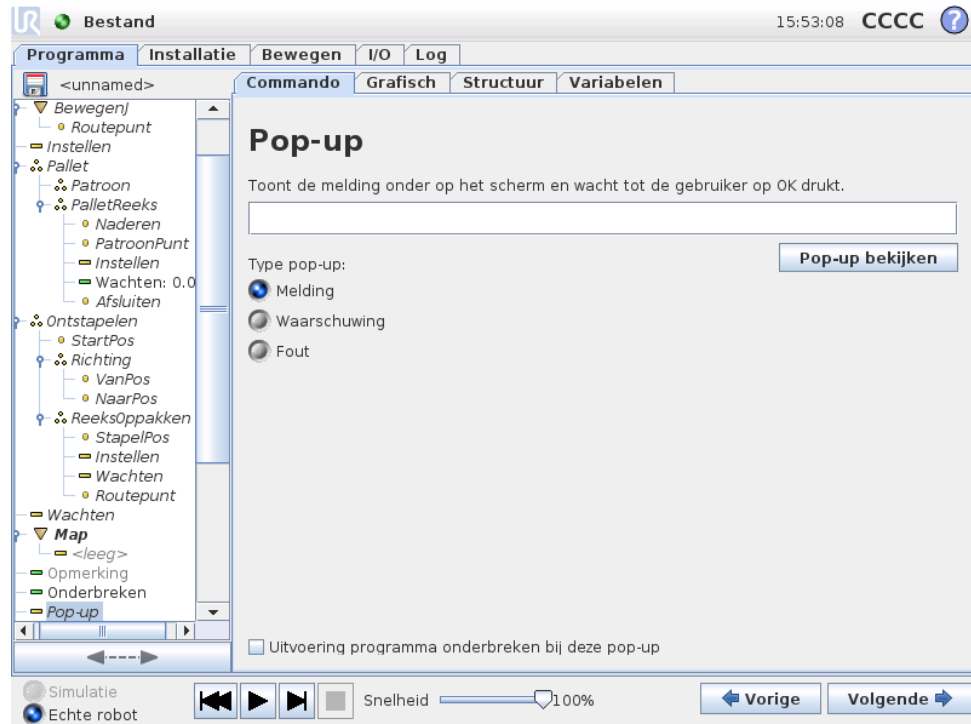 UR Bestand 15:53:08 CCCC ?
Programma Installatie Bewegen I/O Log
<unnamed>
Commando Grafisch Structuur Variabelen
BewegenJ
Routepunt
Instellen
Pallet
Patroon
PalletReeks
Naderen
PatroonPunt
Instellen
Wachten: 0.0
Afsluiten
Ontstapelen
StartPos
Richting
VanPos
NaarPos
ReeksOppakken
StapelPos
Instellen
Wachten
Routepunt
Wachten
Map
<leeg>
Opmerking
Onderbreken
Pop-up
Pop-up
Toont de melding onder op het scherm en wacht tot de gebruiker op OK drukt.
Pop-up bekijken
Type pop-up:
Melding
Waarschuwing
Fout
Uitvoering programma onderbreken bij deze pop-up
Simulatie
Echte robot
Snelheid 100%
Vorige Volgende